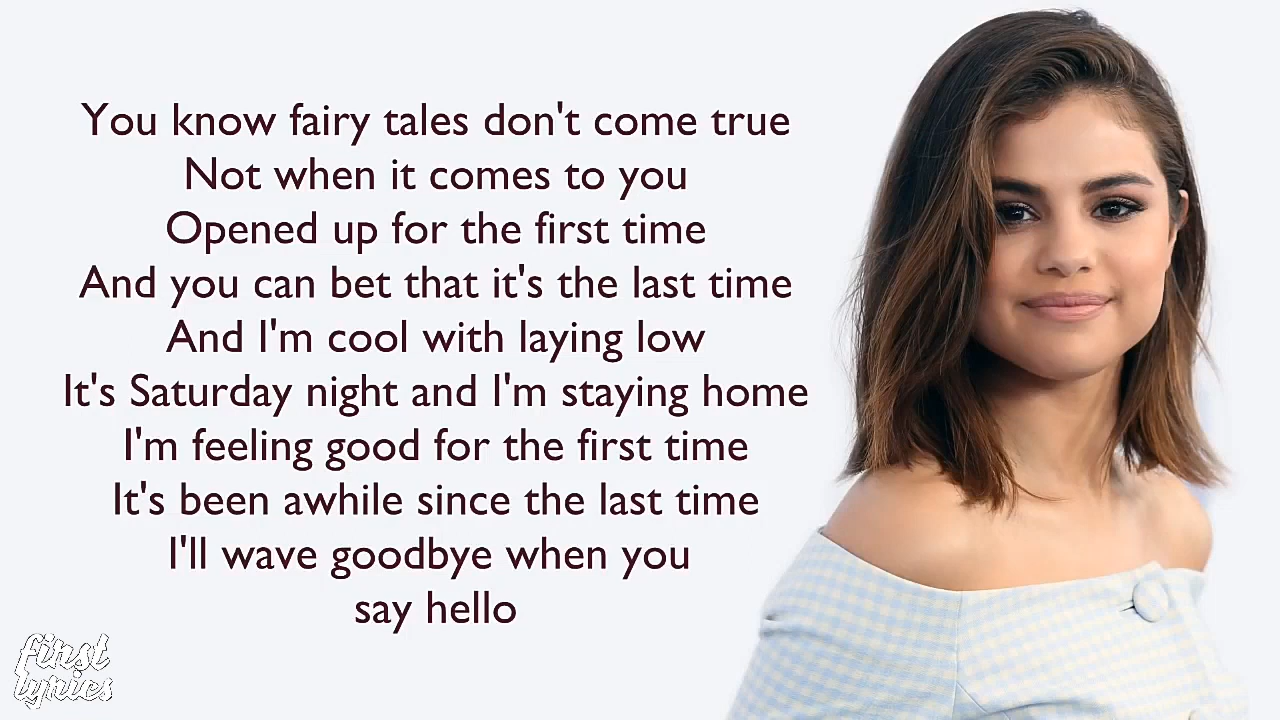 You know fairy tales don't come true
Not when it comes to you
Opened up for the first time
And you can bet that it's the last time
And I'm cool with laying low
It's Saturday night and I'm staying home
I'm feeling good for the first time
It's been awhile since the last time
I'll wave goodbye when you
say hello
first
lyrics